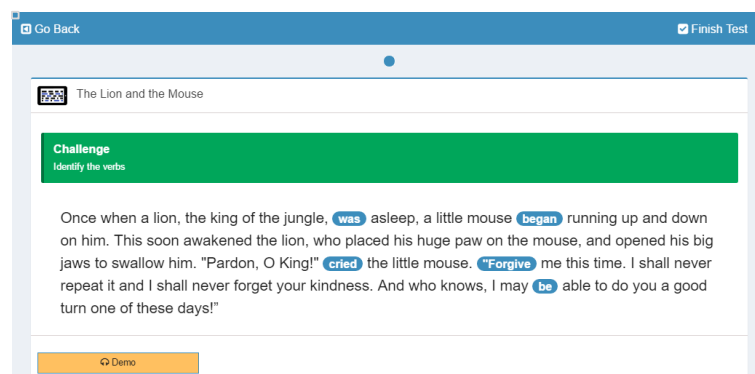 Go Back
Finish Test
The Lion and the Mouse
Challenge
Identify the verbs
Once when a lion, the king of the jungle, was asleep, a little mouse began running up and down
on him. This soon awakened the lion, who placed his huge paw on the mouse, and opened his big
jaws to swallow him. "Pardon, O King!" cried the little mouse. "Forgive me this time. I shall never
repeat it and I shall never forget your kindness. And who knows, I may be able to do you a good
turn one of these days!”
Demo